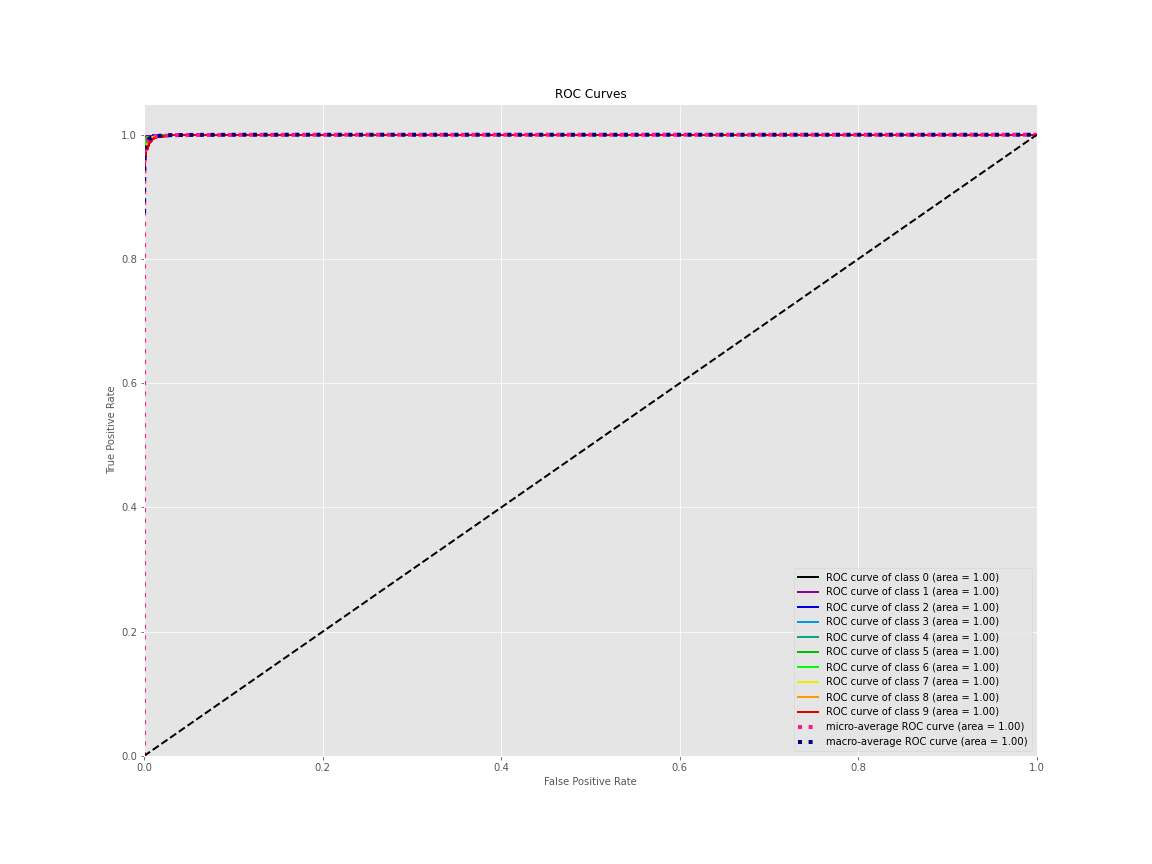 ROC Curves
True Positive Rate
1.0
0.8
0.6
0.4
0.2
0.0
0.0 0.2 0.4 0.6 0.8 1.0
False Positive Rate
ROC curve of class 0 (area = 1.00)
ROC curve of class 1 (area = 1.00)
ROC curve of class 2 (area = 1.00)
ROC curve of class 3 (area = 1.00)
ROC curve of class 4 (area = 1.00)
ROC curve of class 5 (area = 1.00)
ROC curve of class 6 (area = 1.00)
ROC curve of class 7 (area = 1.00)
ROC curve of class 8 (area = 1.00)
ROC curve of class 9 (area = 1.00)
micro-average ROC curve (area = 1.00)
macro-average ROC curve (area = 1.00)